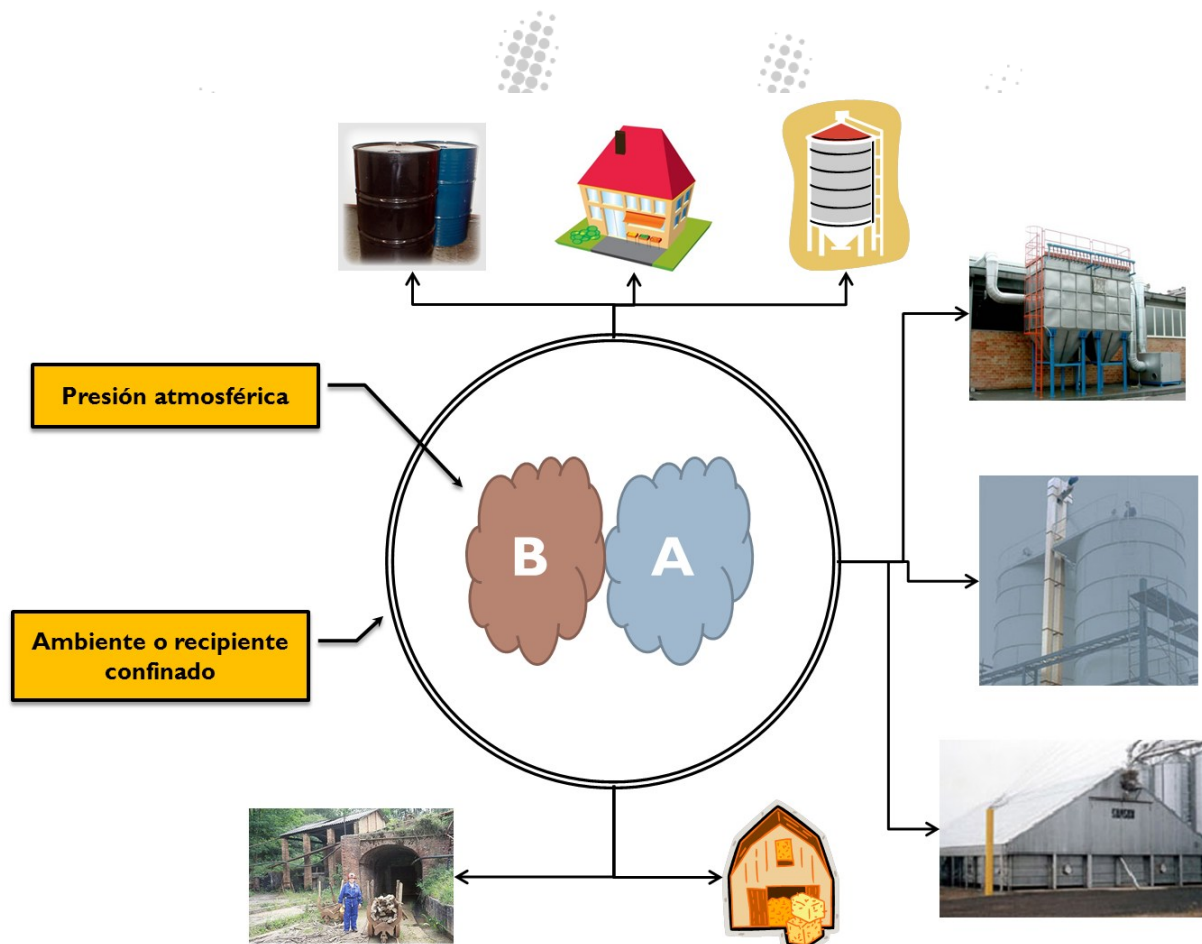 Presión atmosférica
B
A
Ambiente o recipiente
confinado